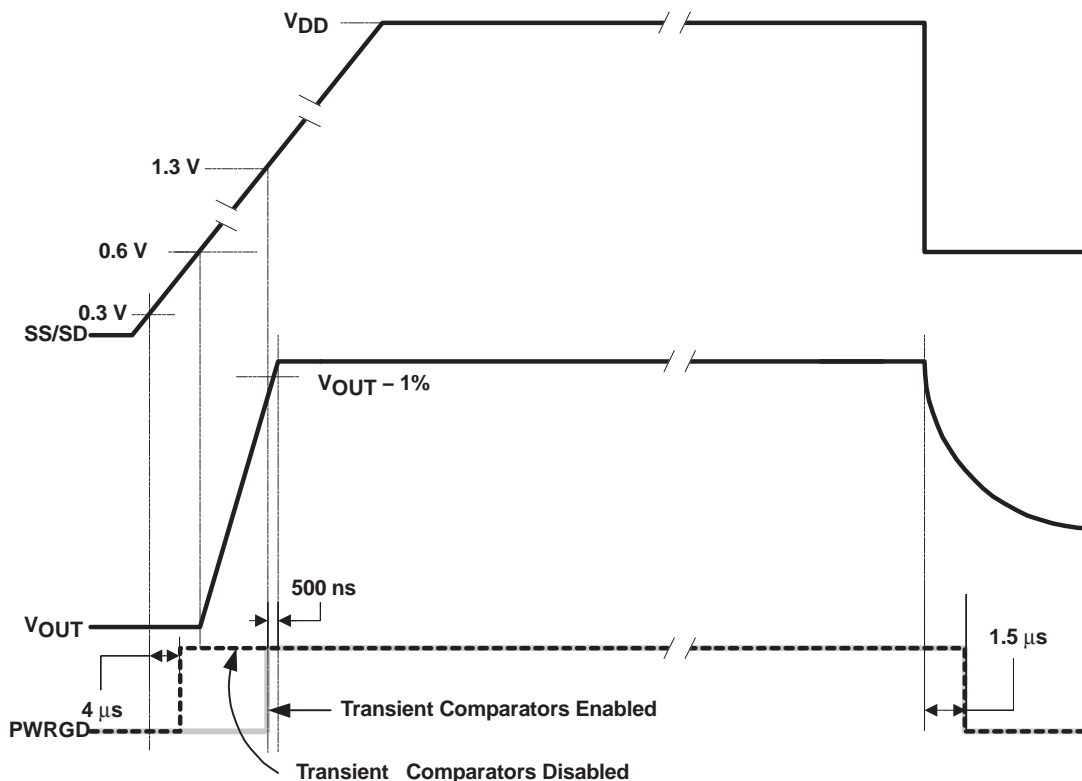 VDD
1.3 V
0.6 V
0.3 V
SS/SD
VOUT – 1%
500 ns
VOUT
1.5 μs
4 μs
Transient Comparators Enabled
PWRGD
Transient Comparators Disabled